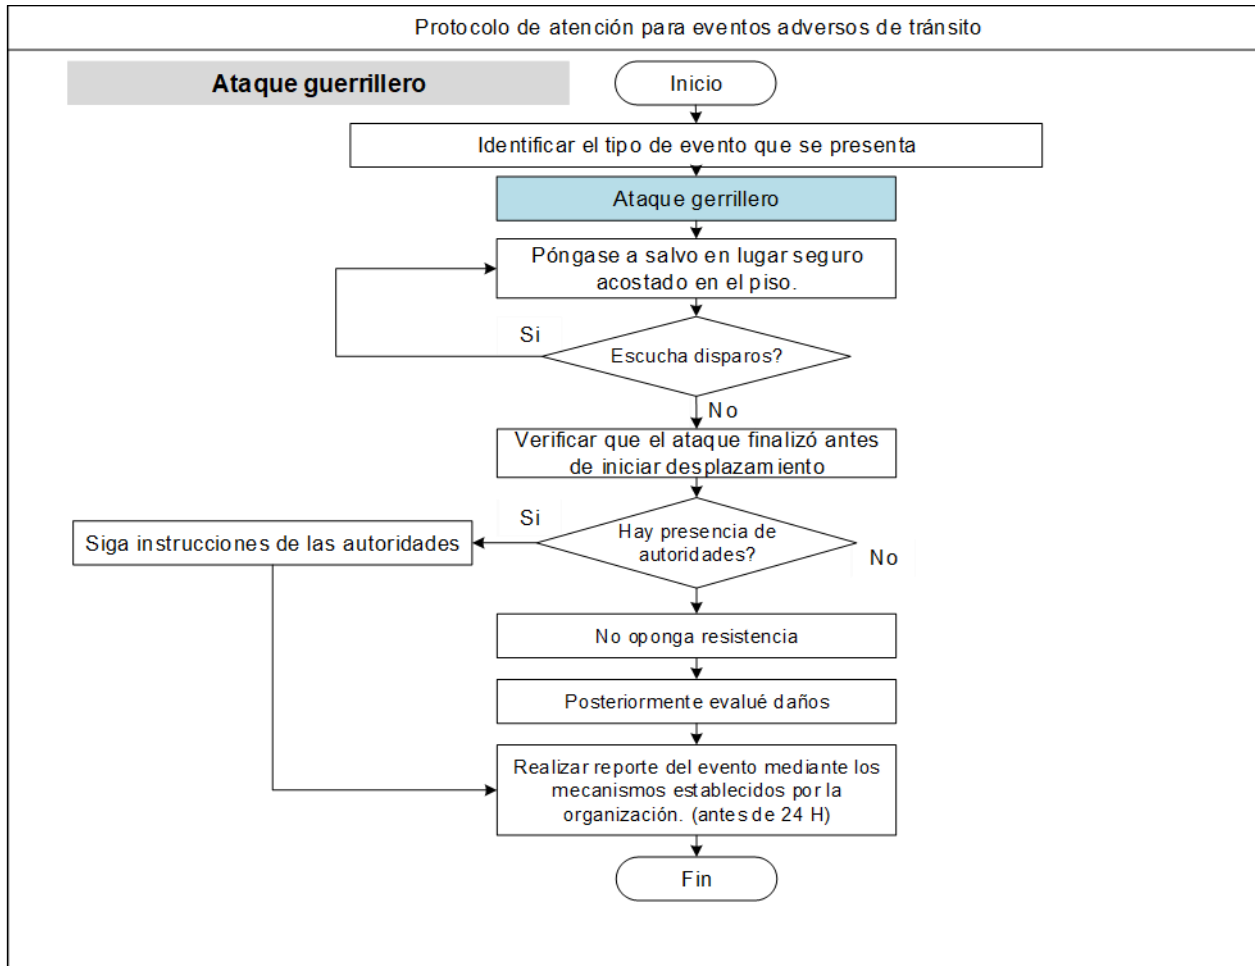 Protocolo de atención para eventos adversos de tránsito
Ataque guerrillero
Inicio
Identificar el tipo de evento que se presenta
Ataque gerrillero
Póngase a salvo en lugar seguro
acostado en el piso.
Si
Escucha disparos?
No
Verificar que el ataque finalizó antes
de iniciar desplazamiento
Si
Hay presencia de
autoridades?
No
Siga instrucciones de las autoridades
No oponga resistencia
Posteriormente evalué daños
Realizar reporte del evento mediante los
mecanismos establecidos por la
organización. (antes de 24 H)
Fin